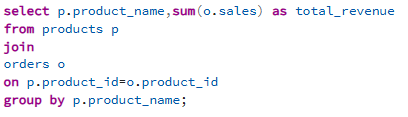 select p.product_name,sum(o.sales) as total_revenue
from products p
join
orders o
on p.product_id=o.product_id
group by p.product_name;